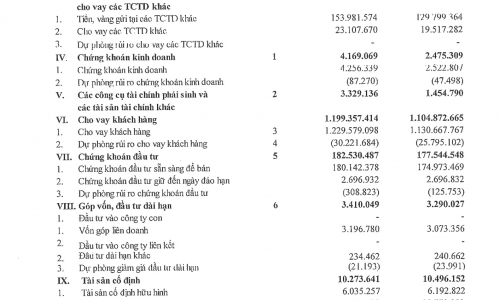 cho vay các TCTD khác
1. Tiền, vàng gửi tại các TCTD khác 153.981.574 129.799.364
2. Cho vay các TCTD khác 23.107.670 19.517.282
3. Dự phòng rủi ro cho vay các TCTD khác - -
IV. Chứng khoán kinh doanh 1 4.169.069 2.475.309
1. Chứng khoán kinh doanh 4.256.339 2.522.807
2. Dự phòng rủi ro chứng khoán kinh doanh (87.270) (47.498)
V. Các công cụ tài chính phái sinh và 2 3.329.136 1.454.790
các tài sản tài chính khác
VI. Cho vay khách hàng 1.199.357.414 1.104.872.665
1. Cho vay khách hàng 3 1.229.579.098 1.130.667.767
2. Dự phòng rủi ro cho vay khách hàng 4 (30.221.684) (25.795.102)
VII. Chứng khoán đầu tư 5 182.530.487 177.544.548
1. Chứng khoán đầu tư sẵn sàng để bán 180.142.378 174.973.469
2. Chứng khoán đầu tư giữ đến ngày đáo hạn 2.696.932 2.696.832
3. Dự phòng rủi ro chứng khoán đầu tư (308.823) (125.753)
VIII. Góp vốn, đầu tư dài hạn 6 3.410.049 3.290.027
1. Đầu tư vào công ty con - -
1. Vốn góp liên doanh 3.196.780 3.073.356
2. Đầu tư vào công ty liên kết - -
2. Đầu tư dài hạn khác 234.462 240.662
3. Dự phòng giảm giá đầu tư dài hạn (21.193) (23.991)
IX. Tài sản cố định 10.273.641 10.496.152
1. Tài sản cố định hữu hình 6.035.257 6.192.822